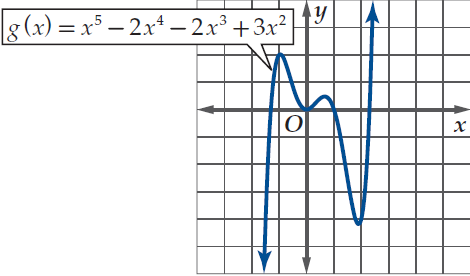 g(x) = x⁵ – 2x⁴ – 2x³ + 3x²
y
O
x